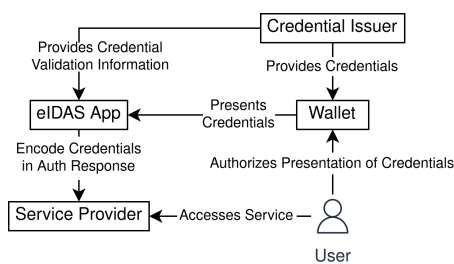 Credential Issuer
Provides Credential
Validation Information
Provides Credentials
eIDAS App
Presents
Credentials
Wallet
Encode Credentials
in Auth Response
Authorizes Presentation of Credentials
Service Provider
Accesses Service
User